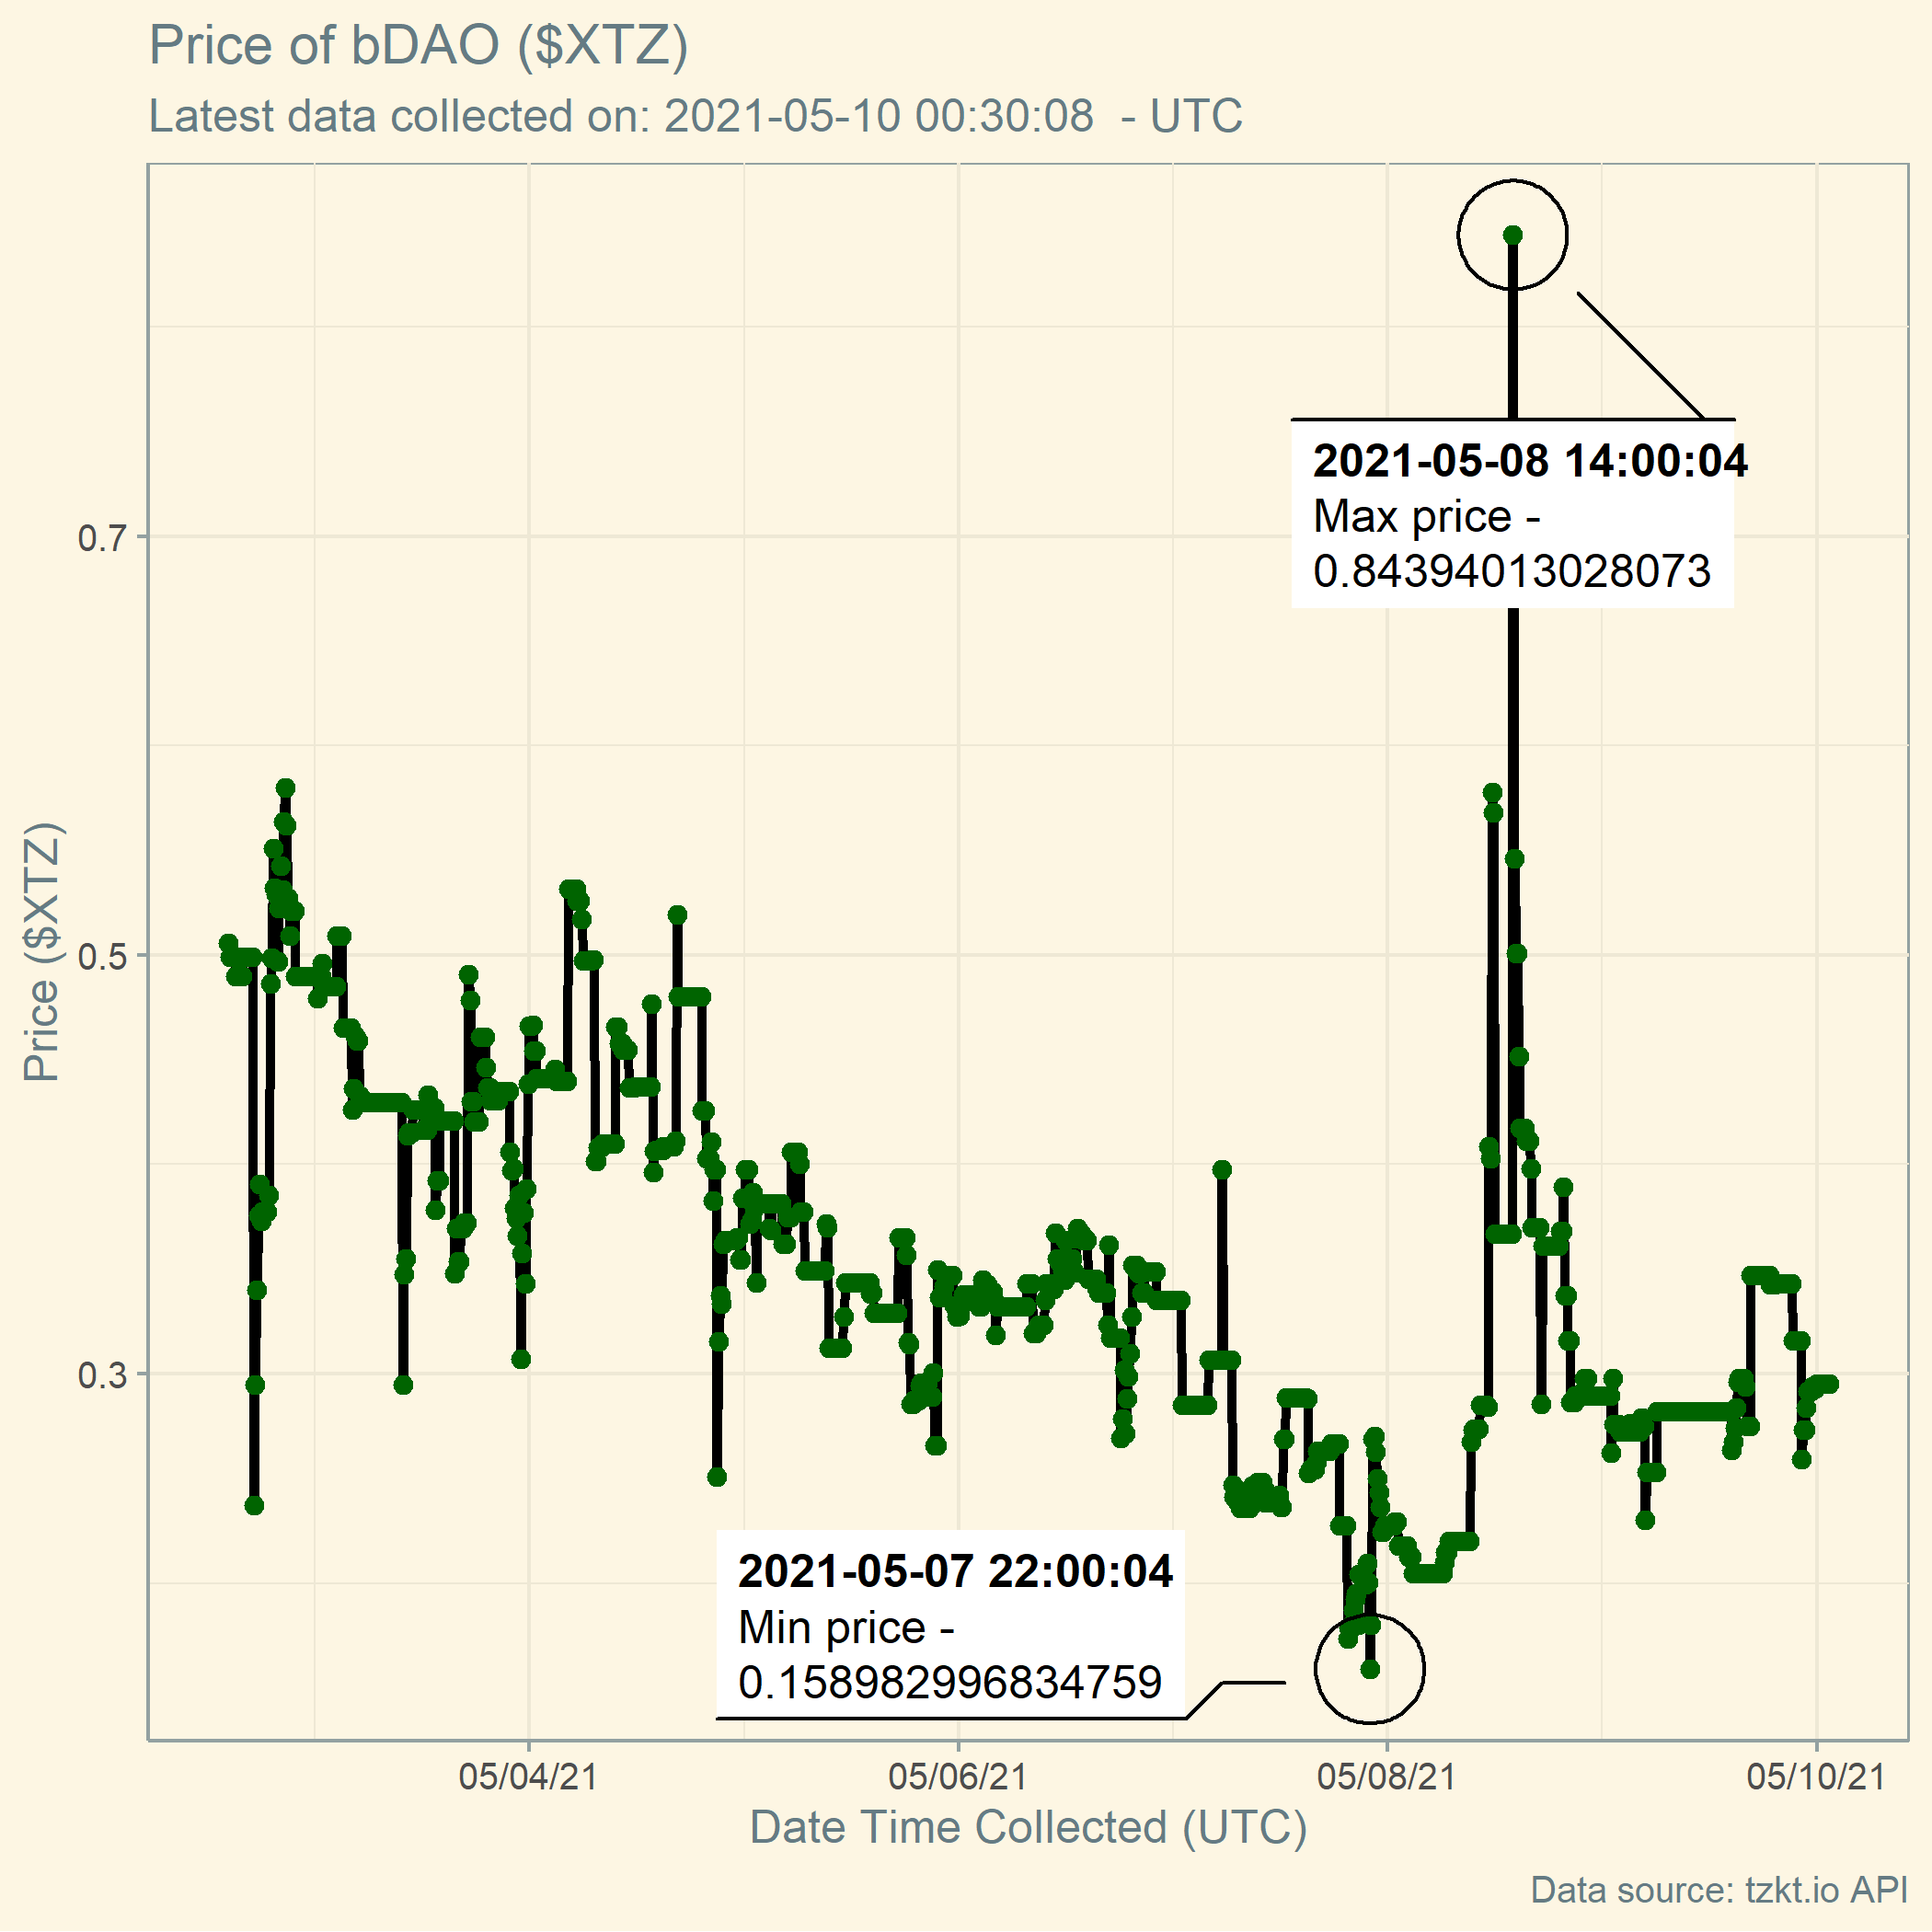 Price of bDAO ($XTZ)
Latest data collected on: 2021-05-10 00:30:08  - UTC
2021-05-08 14:00:04
Max price -
0.84394013028073
0.7
0.5
0.3
Price ($XTZ)
2021-05-07 22:00:04
Min price -
0.158982996834759
05/04/21
05/06/21
05/08/21
05/10/21
Date Time Collected (UTC)
Data source: tzkt.io API